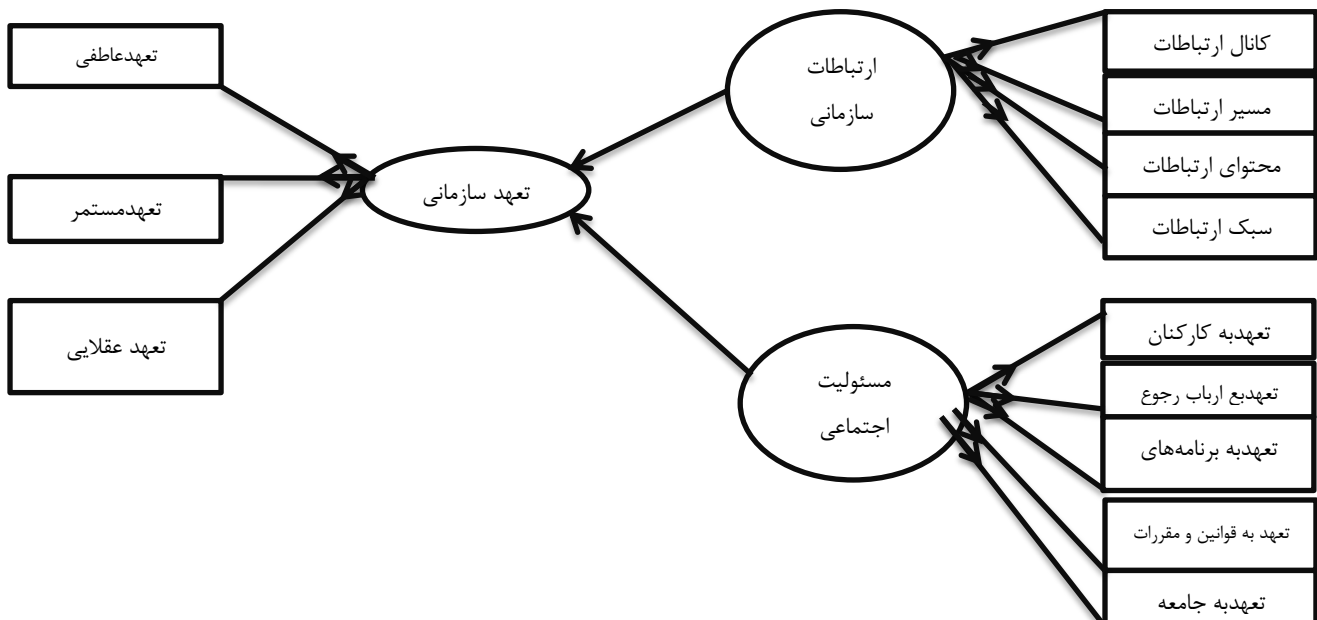 کانال ارتباطات
مسیر ارتباطات
محتوای ارتباطات
سبک ارتباطات
ارتباطات
سازمانی
تعهدبه کارکنان
تعهدبع ارباب رجوع
تعهدبه برنامه‌های
تعهد به قوانین و مقررات
تعهدبه جامعه
مسئولیت
اجتماعی
تعهد سازمانی
تعهدعاطفی
تعهدمستمر
تعهد عقلایی